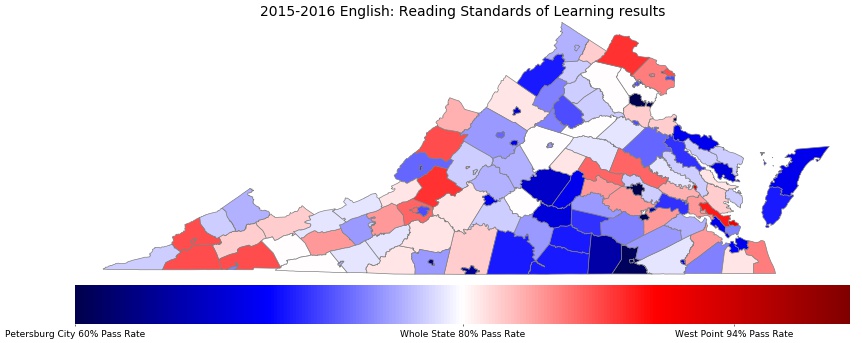 2015-2016 English: Reading Standards of Learning results
Petersburg City 60% Pass Rate Whole State 80% Pass Rate West Point 94% Pass Rate